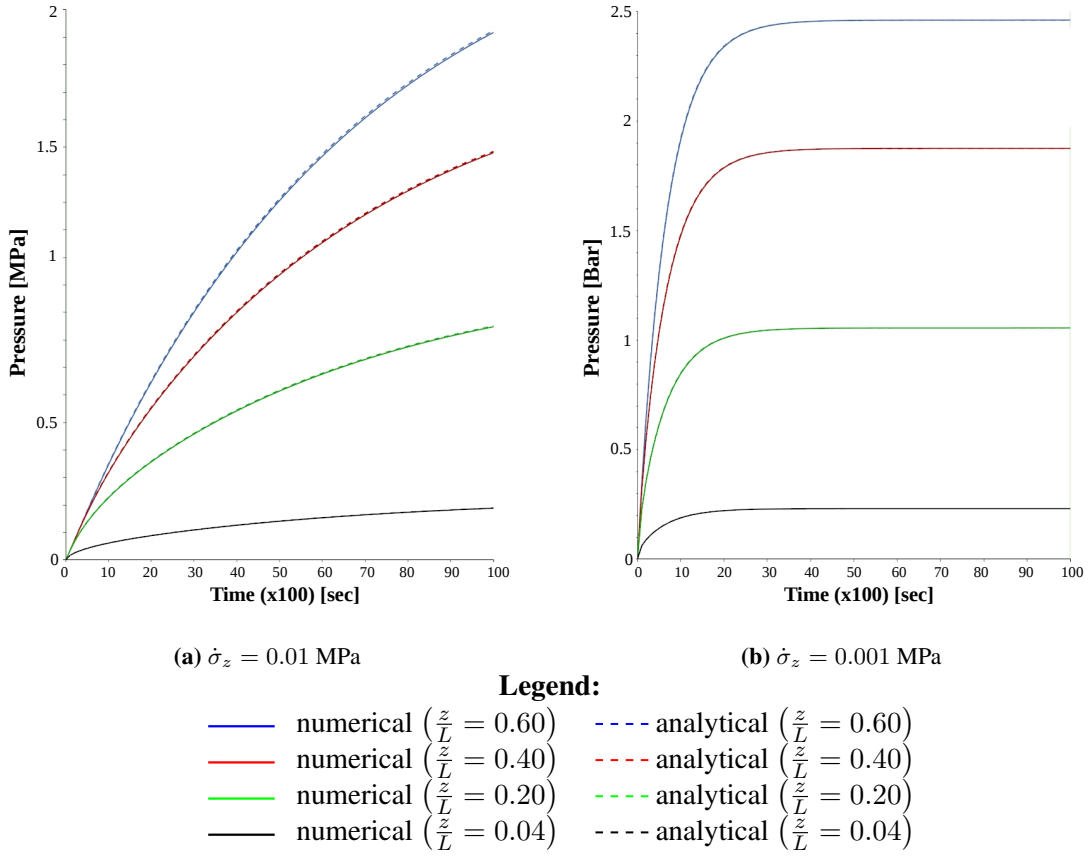 2
1.5
1
0.5
0
Pressure [MPa]
0 10 20 30 40 50 60 70 80 90 100
Time (x100) [sec]
(a) σ̇_z = 0.01 MPa
2.5
2
1.5
1
0.5
0
Pressure [Bar]
0 10 20 30 40 50 60 70 80 90 100
Time (x100) [sec]
(b) σ̇_z = 0.001 MPa
Legend:
numerical (z/L = 0.60) analytical (z/L = 0.60)
numerical (z/L = 0.40) analytical (z/L = 0.40)
numerical (z/L = 0.20) analytical (z/L = 0.20)
numerical (z/L = 0.04) analytical (z/L = 0.04)